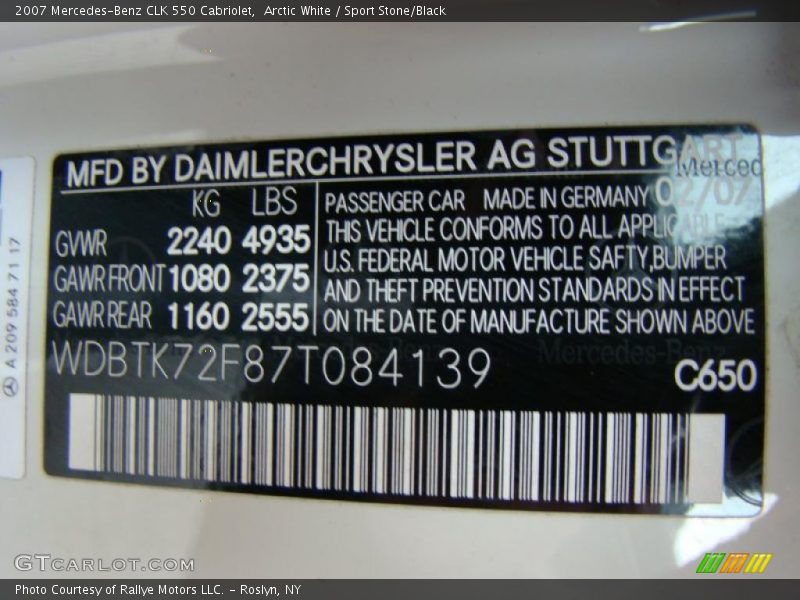 2007 Mercedes-Benz CLK 550 Cabriolet, Arctic White / Sport Stone/Black
MFD BY DAIMLERCHRYSLER AG STUTTGART
Merced
KG LBS
GVWR 2240 4935
GAWR FRONT 1080 2375
GAWR REAR 1160 2555
PASSENGER CAR MADE IN GERMANY 02/07
THIS VEHICLE CONFORMS TO ALL APPLICABLE
U.S. FEDERAL MOTOR VEHICLE SAFTY,BUMPER
AND THEFT PREVENTION STANDARDS IN EFFECT
ON THE DATE OF MANUFACTURE SHOWN ABOVE
Mercedes-Benz
WDBTK72F87T084139
C650
A 209 584 71 17
GTCARLOT.COM
Photo Courtesy of Rallye Motors LLC. - Roslyn, NY